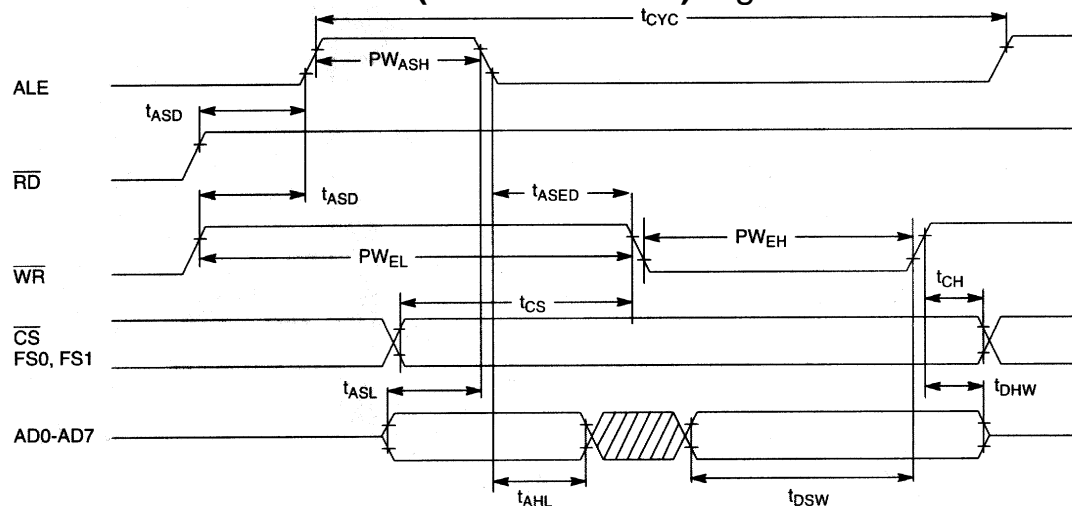 tCYC
PWASH
ALE
tASD
RD
tASD
tASED
PWEL
PWEH
WR
tCS
tCH
CS
FS0, FS1
tASL
tDHW
AD0-AD7
tAHL
tDSW